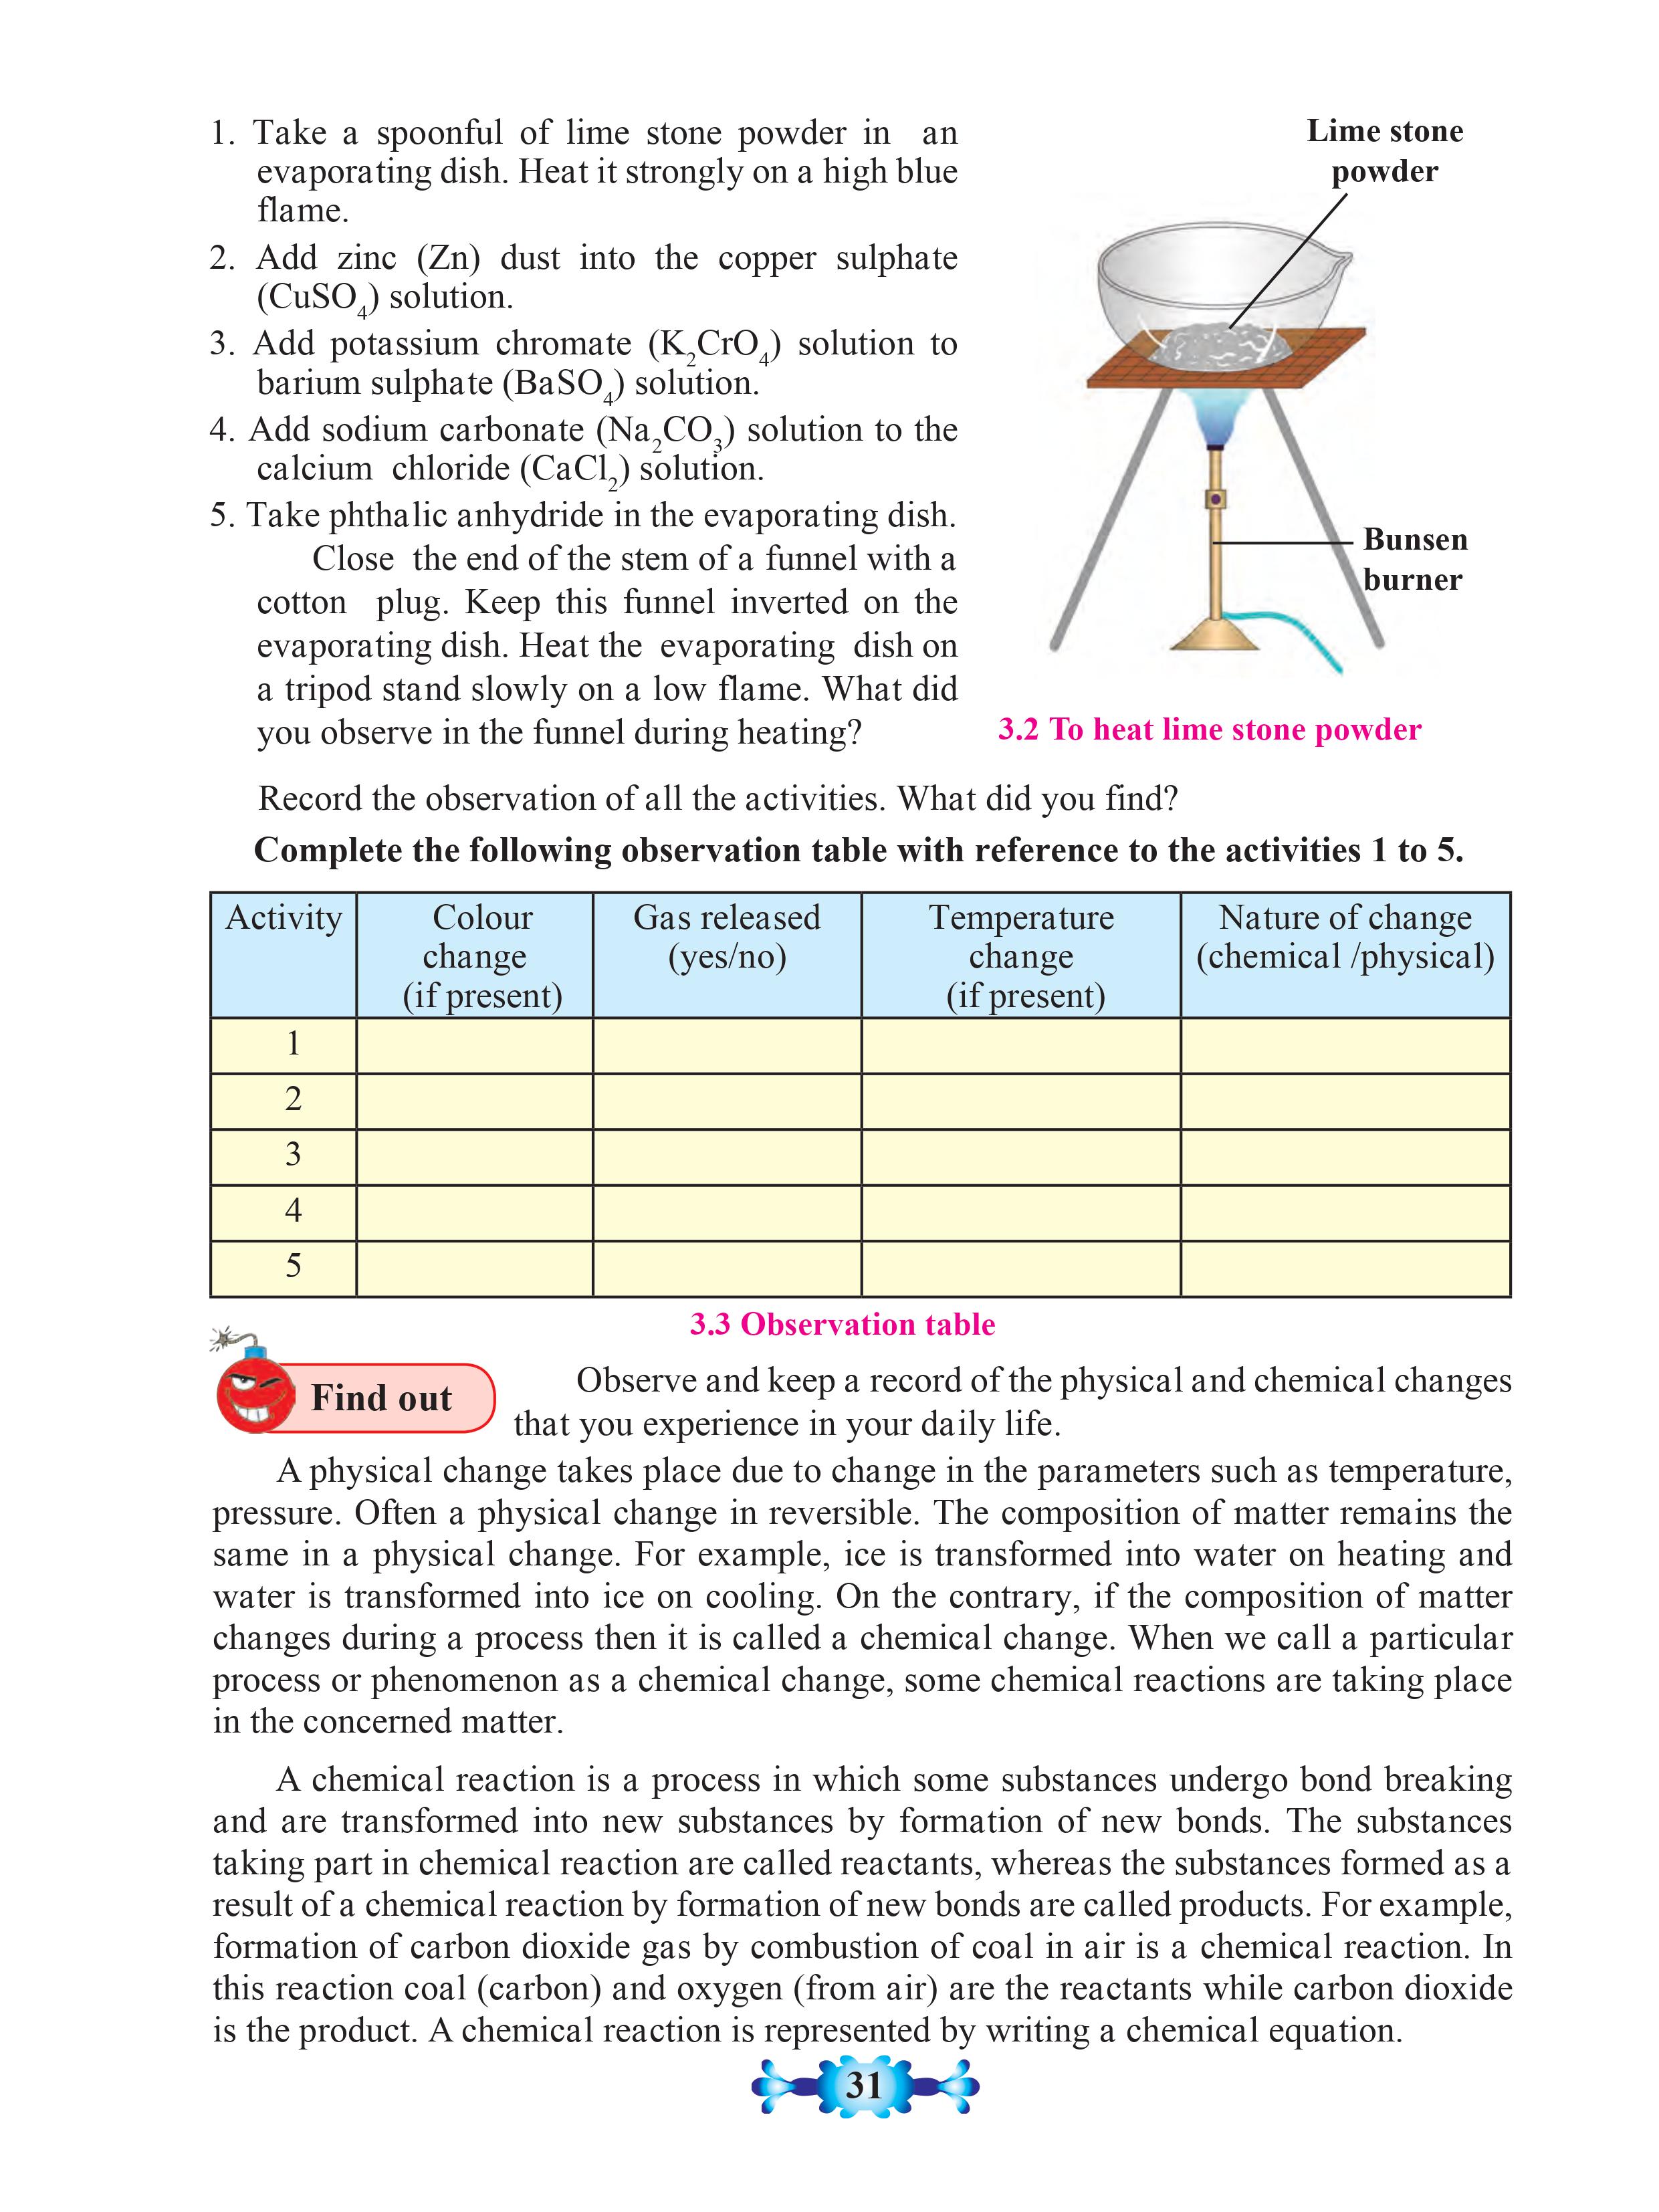 1. Take a spoonful of lime stone powder in an
evaporating dish. Heat it strongly on a high blue
flame.
2. Add zinc (Zn) dust into the copper sulphate
(CuSO₄) solution.
3. Add potassium chromate (K₂CrO₄) solution to
barium sulphate (BaSO₄) solution.
4. Add sodium carbonate (Na₂CO₃) solution to the
calcium chloride (CaCl₂) solution.
5. Take phthalic anhydride in the evaporating dish.
Close the end of the stem of a funnel with a
cotton plug. Keep this funnel inverted on the
evaporating dish. Heat the evaporating dish on
a tripod stand slowly on a low flame. What did
you observe in the funnel during heating?
Lime stone
powder
Bunsen
burner
3.2 To heat lime stone powder
Record the observation of all the activities. What did you find?
Complete the following observation table with reference to the activities 1 to 5.
Activity
Colour
change
(if present)
Gas released
(yes/no)
Temperature
change
(if present)
Nature of change
(chemical /physical)
1
2
3
4
5
3.3 Observation table
Find out
Observe and keep a record of the physical and chemical changes
that you experience in your daily life.
A physical change takes place due to change in the parameters such as temperature,
pressure. Often a physical change in reversible. The composition of matter remains the
same in a physical change. For example, ice is transformed into water on heating and
water is transformed into ice on cooling. On the contrary, if the composition of matter
changes during a process then it is called a chemical change. When we call a particular
process or phenomenon as a chemical change, some chemical reactions are taking place
in the concerned matter.
A chemical reaction is a process in which some substances undergo bond breaking
and are transformed into new substances by formation of new bonds. The substances
taking part in chemical reaction are called reactants, whereas the substances formed as a
result of a chemical reaction by formation of new bonds are called products. For example,
formation of carbon dioxide gas by combustion of coal in air is a chemical reaction. In
this reaction coal (carbon) and oxygen (from air) are the reactants while carbon dioxide
is the product. A chemical reaction is represented by writing a chemical equation.
31